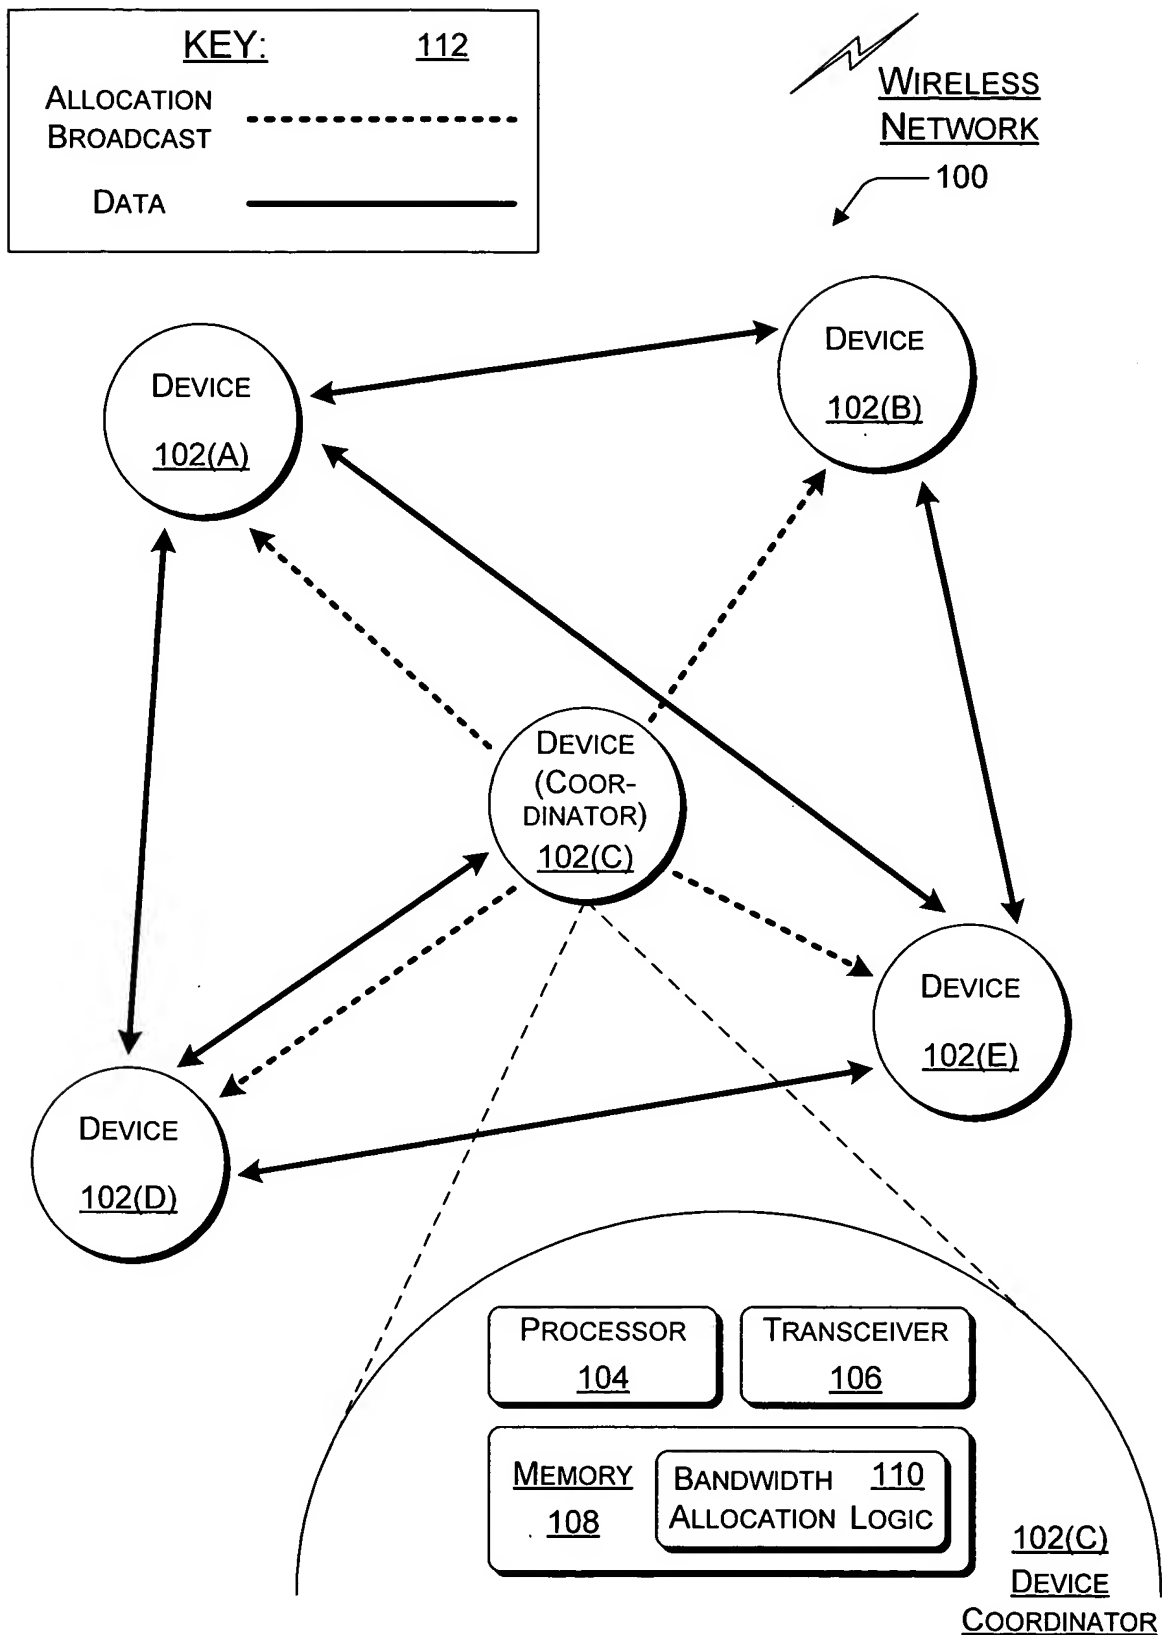 KEY: 112
ALLOCATION
BROADCAST
DATA
WIRELESS
NETWORK
100
DEVICE
102(A)
DEVICE
102(B)
DEVICE
(COOR-
DINATOR)
102(C)
DEVICE
102(E)
DEVICE
102(D)
PROCESSOR
104
TRANSCEIVER
106
MEMORY
108
BANDWIDTH 110
ALLOCATION LOGIC
102(C)
DEVICE
COORDINATOR